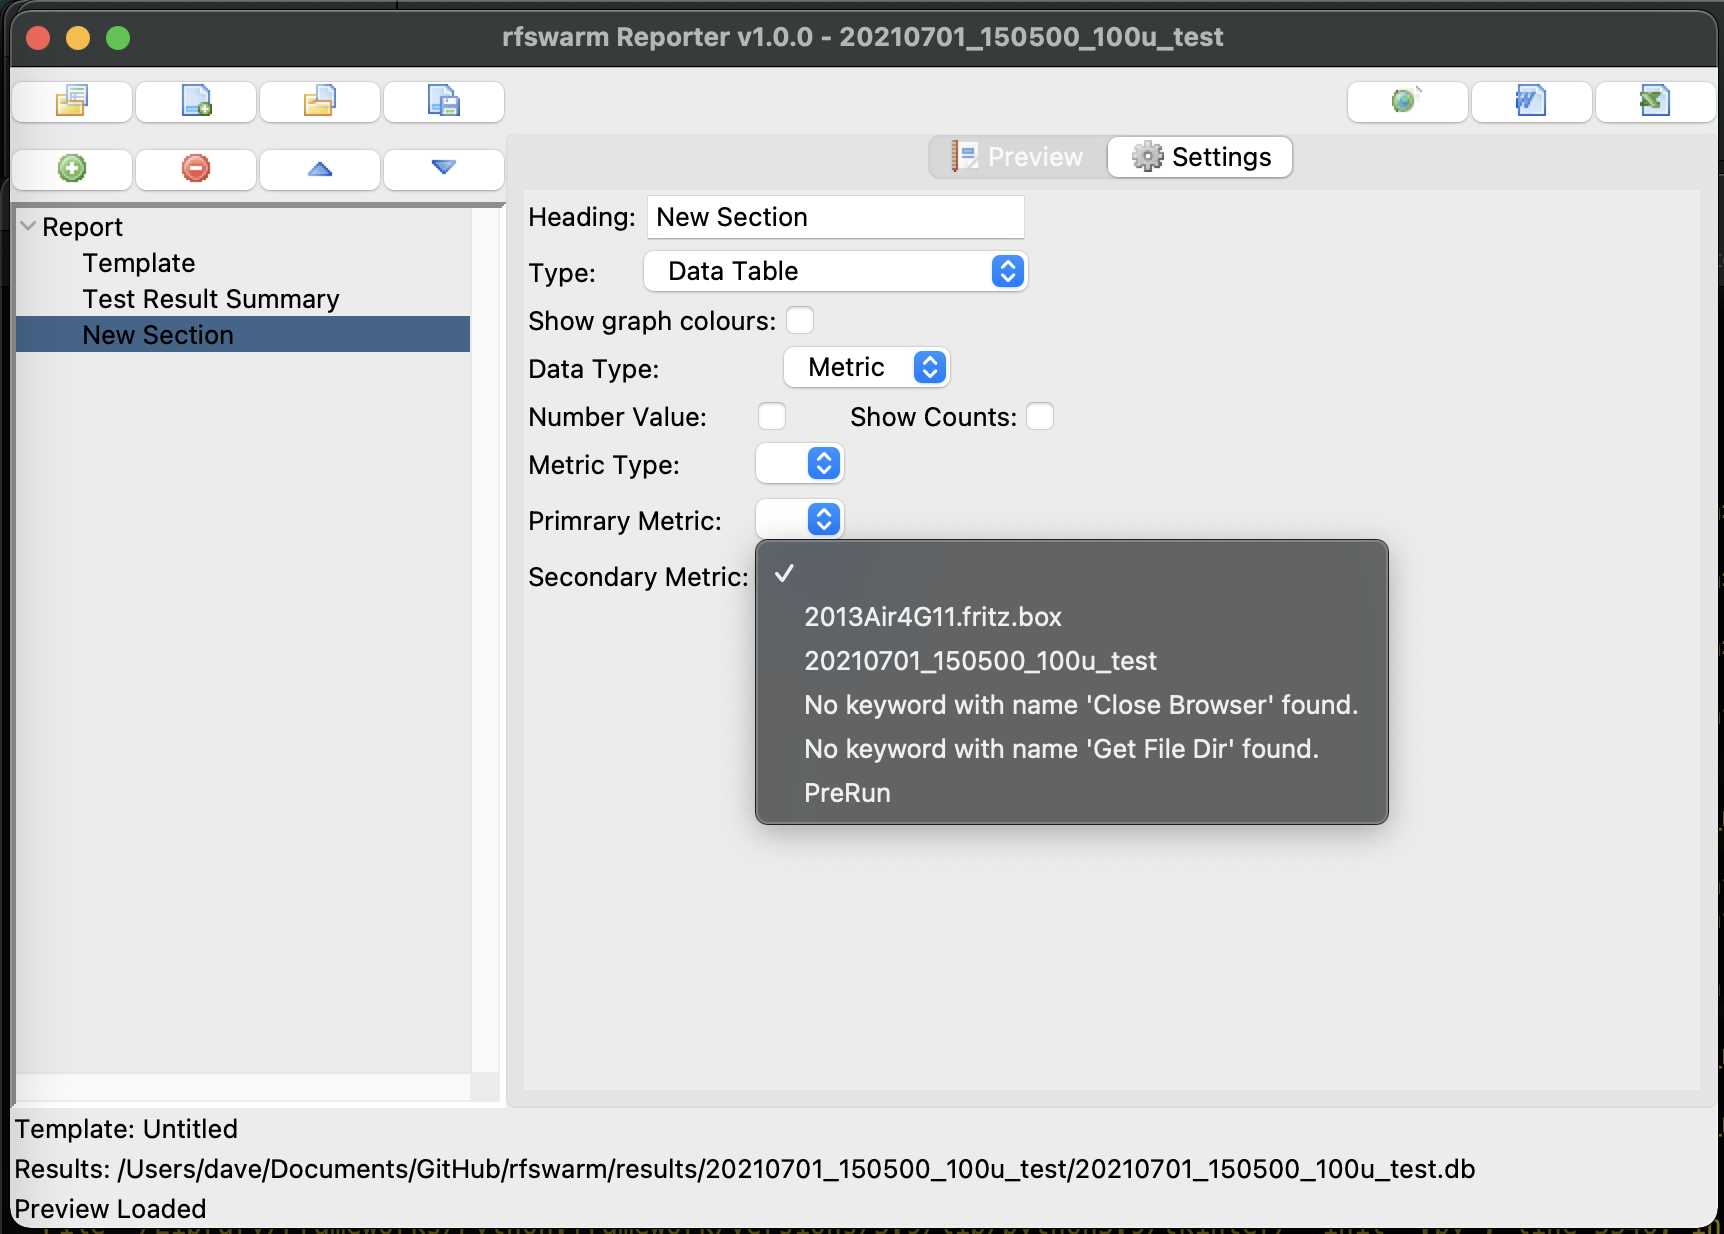 rfswarm Reporter v1.0.0 - 20210701_150500_100u_test
Preview
Settings
Report
Template
Test Result Summary
New Section
Heading: New Section
Type: Data Table
Show graph colours:
Data Type: Metric
Number Value: Show Counts:
Metric Type:
Primrary Metric:
Secondary Metric:
2013Air4G11.fritz.box
20210701_150500_100u_test
No keyword with name 'Close Browser' found.
No keyword with name 'Get File Dir' found.
PreRun
Template: Untitled
Results: /Users/dave/Documents/GitHub/rfswarm/results/20210701_150500_100u_test/20210701_150500_100u_test.db
Preview Loaded